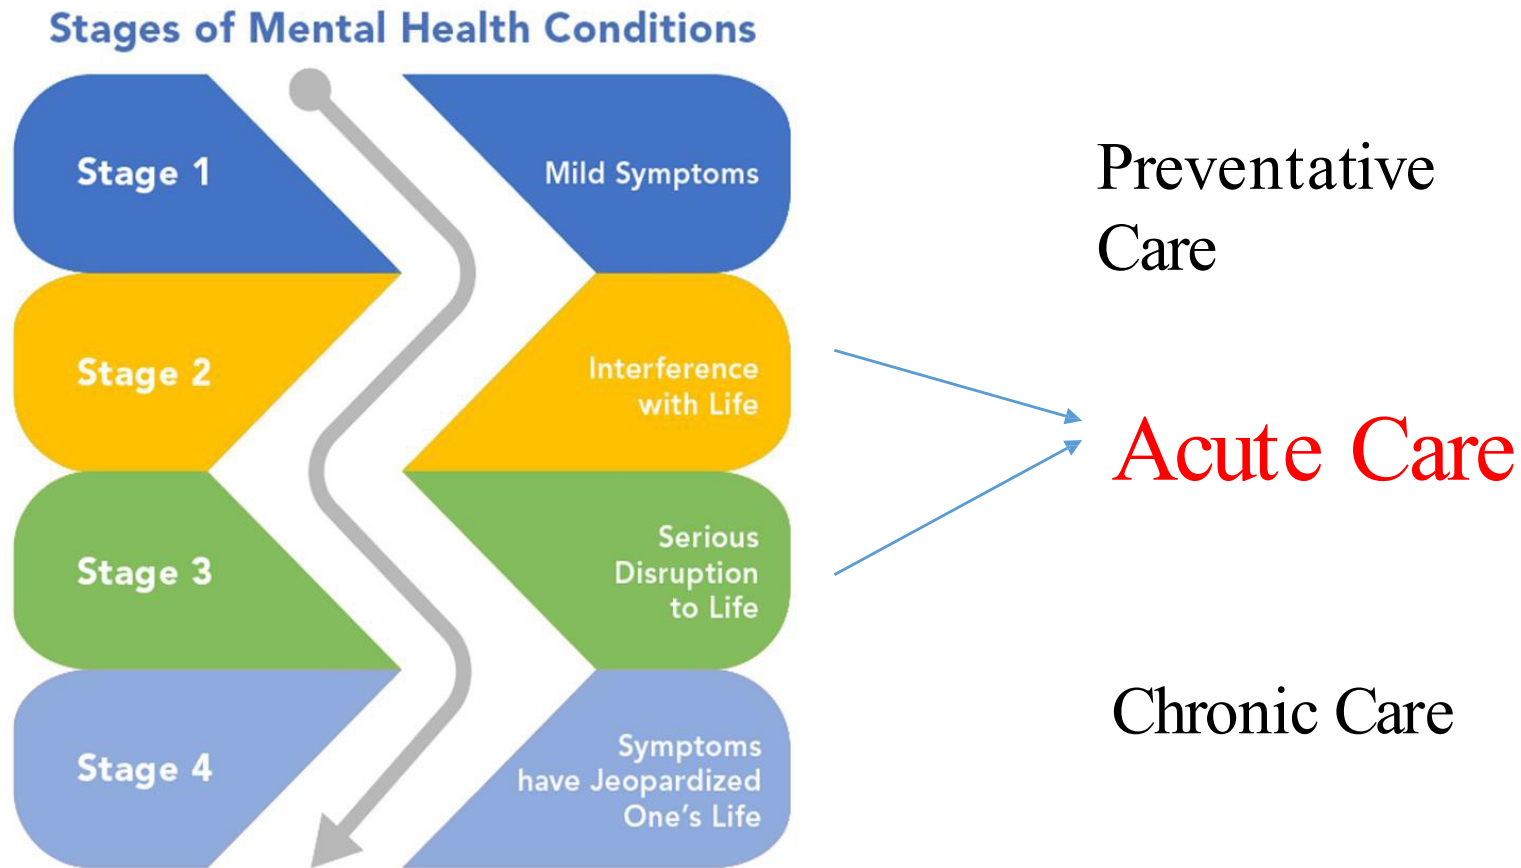 Stages of Mental Health Conditions
Stage 1
Mild Symptoms
Preventative
Care
Stage 2
Interference
with Life
Acute Care
Stage 3
Serious
Disruption
to Life
Chronic Care
Stage 4
Symptoms
have Jeopardized
One's Life